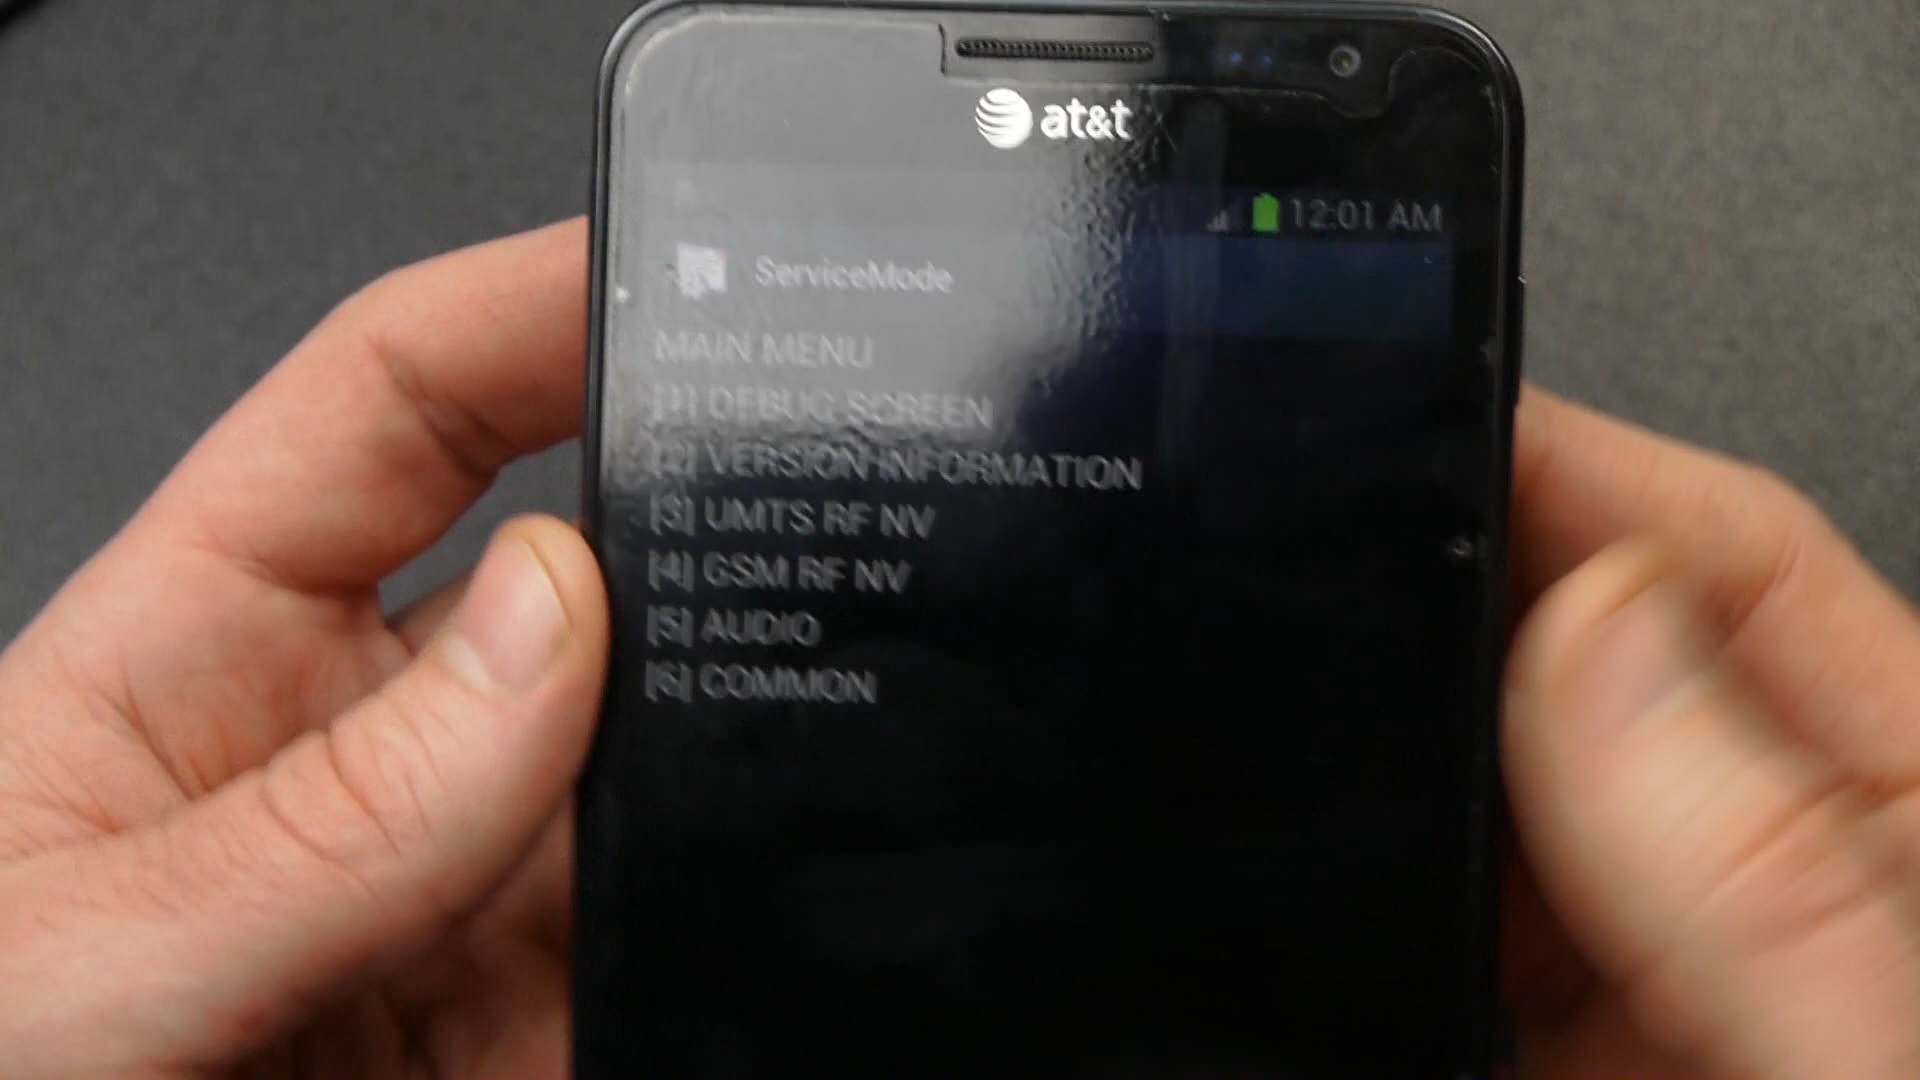 at&t
12:01 AM
ServiceMode
MAIN MENU
[1] DEBUG SCREEN
[2] VERSION INFORMATION
[3] UMTS RF NV
[4] GSM RF NV
[5] AUDIO
[6] COMMON